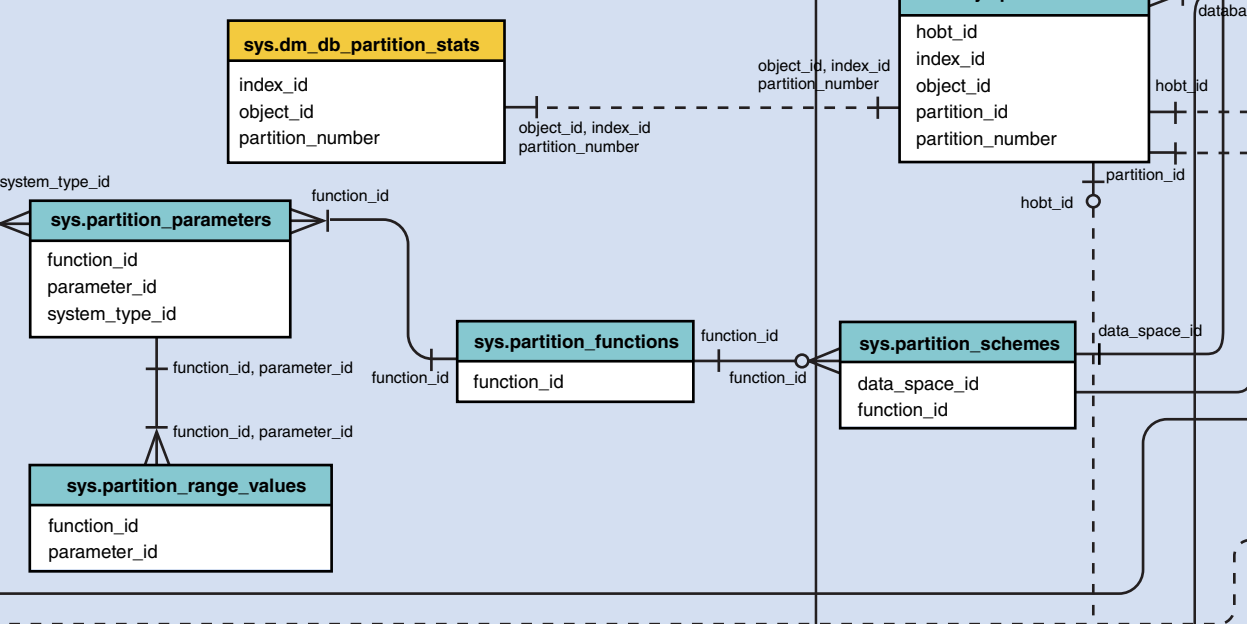 databa
sys.dm_db_partition_stats
index_id
object_id
partition_number
object_id, index_id
partition_number
object_id, index_id
partition_number
hobt_id
index_id
object_id
partition_id
partition_number
hobt_id
partition_id
hobt_id
system_type_id
sys.partition_parameters
function_id
parameter_id
system_type_id
function_id
function_id
sys.partition_functions
function_id
function_id
function_id
sys.partition_schemes
data_space_id
function_id
data_space_id
function_id, parameter_id
function_id, parameter_id
sys.partition_range_values
function_id
parameter_id